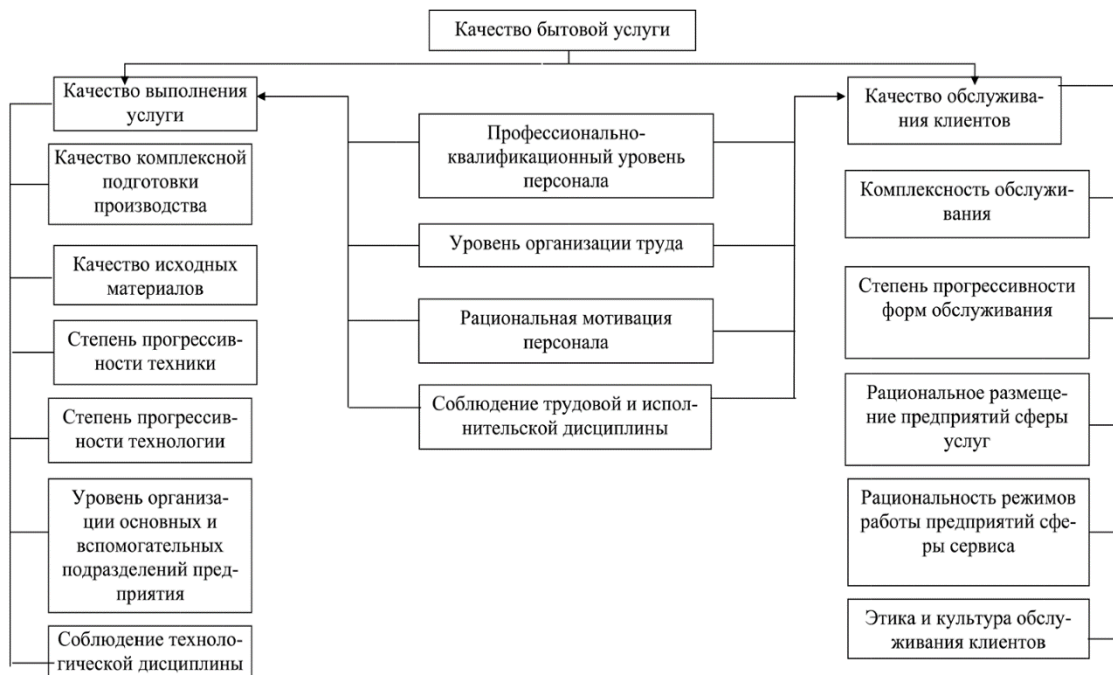 Качество бытовой услуги
Качество выполнения
услуги
Качество комплексной
подготовки
производства
Качество исходных
материалов
Степень прогрессив-
ности техники
Степень прогрессив-
ности технологии
Уровень организа-
ции основных и
вспомогательных
подразделений пред-
приятия
Соблюдение техноло-
гической дисциплины
Профессионально-
квалификационный уровень
персонала
Уровень организации труда
Рациональная мотивация
персонала
Соблюдение трудовой и испол-
нительской дисциплины
Качество обслужива-
ния клиентов
Комплексность обслужи-
вания
Степень прогрессивности
форм обслуживания
Рациональное размеще-
ние предприятий сферы
услуг
Рациональность режимов
работы предприятий сфе-
ры сервиса
Этика и культура обслу-
живания клиентов